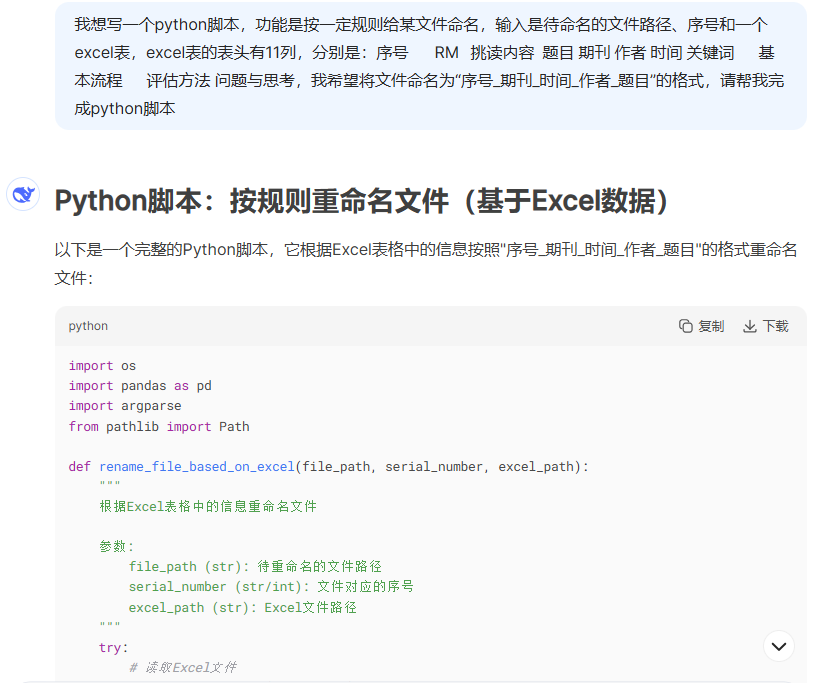 我想写一个python脚本，功能是按一定规则给某文件命名，输入是待命名的文件路径、序号和一个
excel表，excel表的表头有11列，分别是：序号 RM 挑读内容 题目 期刊 作者 时间 关键词 基
本流程 评估方法 问题与思考，我希望将文件命名为“序号_期刊_时间_作者_题目”的格式，请帮我完
成python脚本
Python脚本：按规则重命名文件（基于Excel数据）
以下是一个完整的Python脚本，它根据Excel表格中的信息按照"序号_期刊_时间_作者_题目"的格式重命名
文件：
python 复制 下载
import os
import pandas as pd
import argparse
from pathlib import Path
def rename_file_based_on_excel(file_path, serial_number, excel_path):
"""
根据Excel表格中的信息重命名文件
参数:
file_path (str): 待重命名的文件路径
serial_number (str/int): 文件对应的序号
excel_path (str): Excel文件路径
"""
try:
# 读取Excel文件